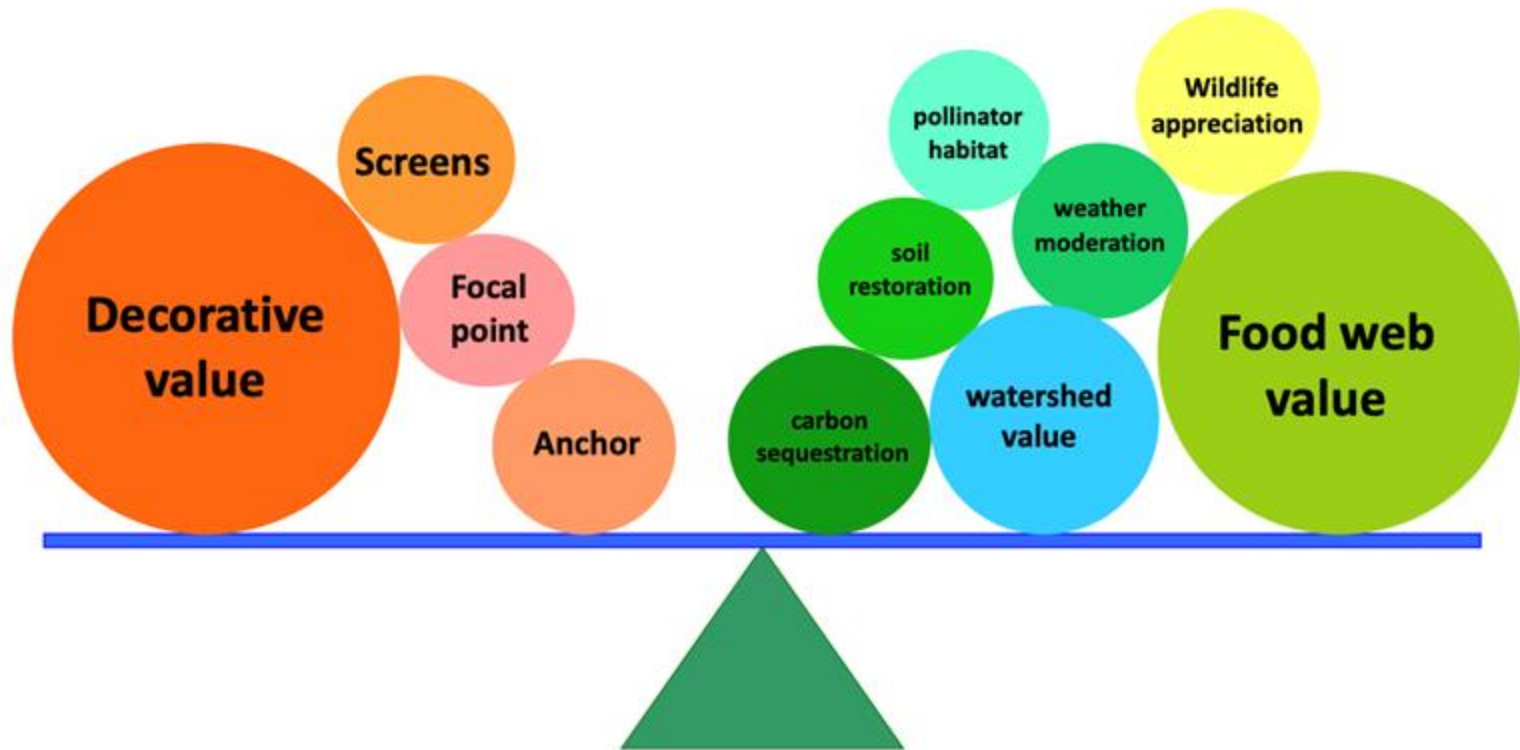 Decorative
value
Screens
Focal
point
Anchor
pollinator
habitat
Wildlife
appreciation
weather
moderation
soil
restoration
carbon
sequestration
watershed
value
Food web
value